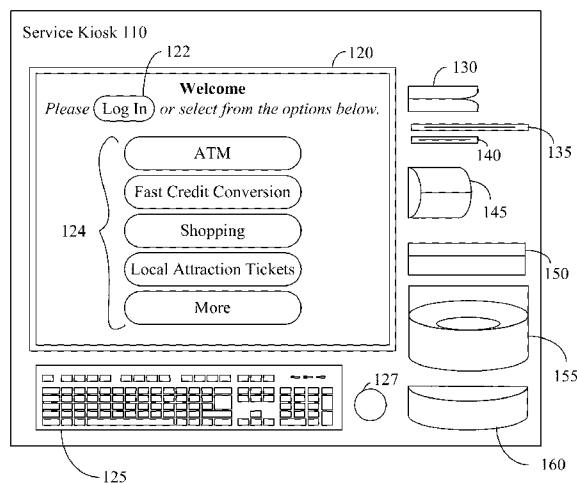 Service Kiosk 110
122
120
Welcome
Please Log In or select from the options below.
130
135
140
124
ATM
Fast Credit Conversion
Shopping
Local Attraction Tickets
More
145
150
127
155
125
160